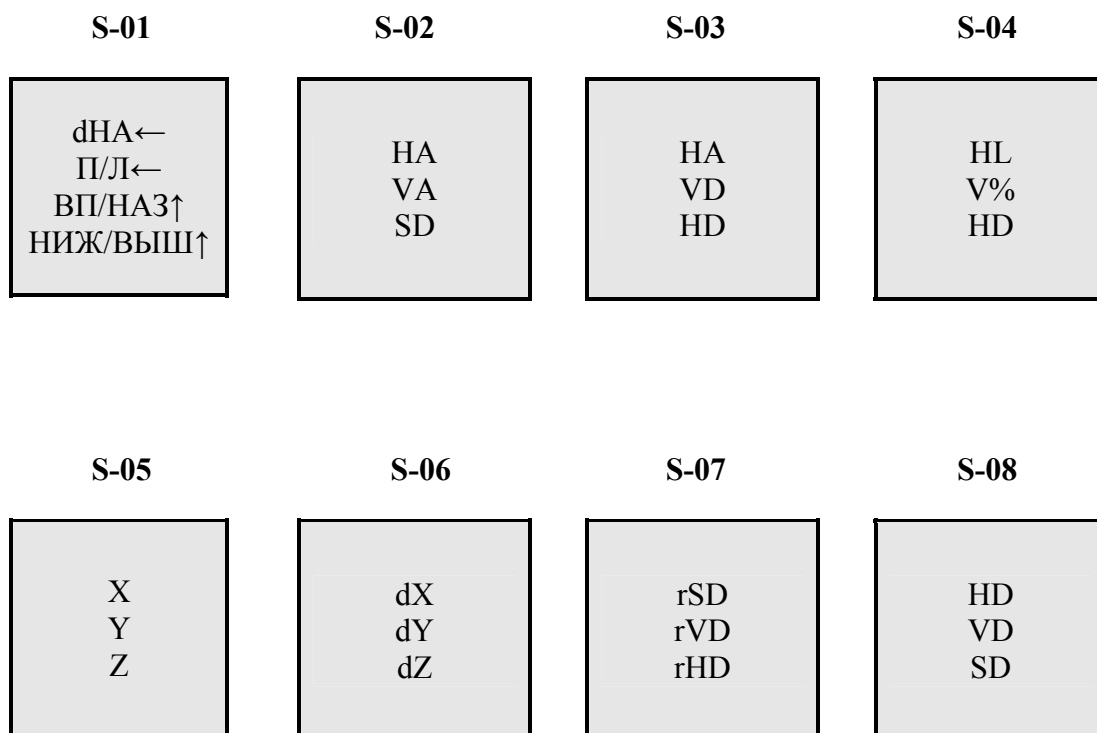 S-01 S-02 S-03 S-04
dHA←
П/Л←
ВП/НАЗ↑
НИЖ/ВЫШ↑
HA
VA
SD
HA
VD
HD
HL
V%
HD
S-05 S-06 S-07 S-08
X
Y
Z
dX
dY
dZ
rSD
rVD
rHD
HD
VD
SD